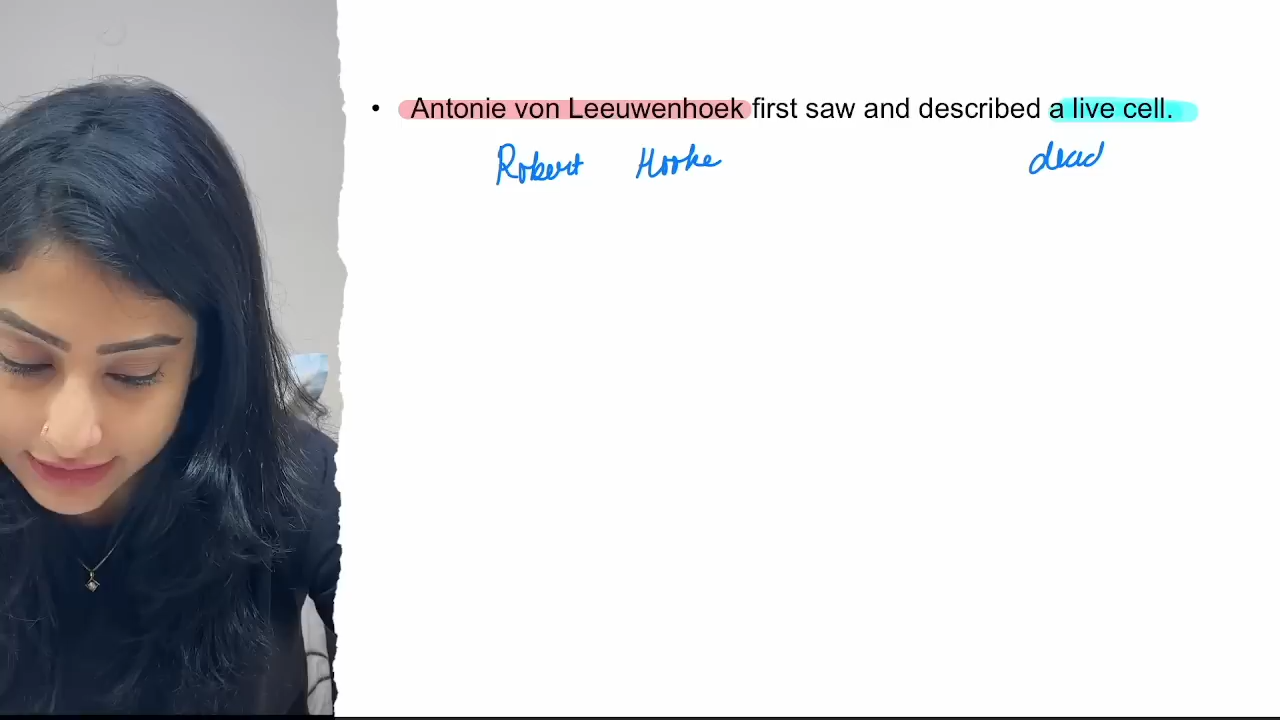 • Antonie von Leeuwenhoek first saw and described a live cell.
Robert Hooke dead